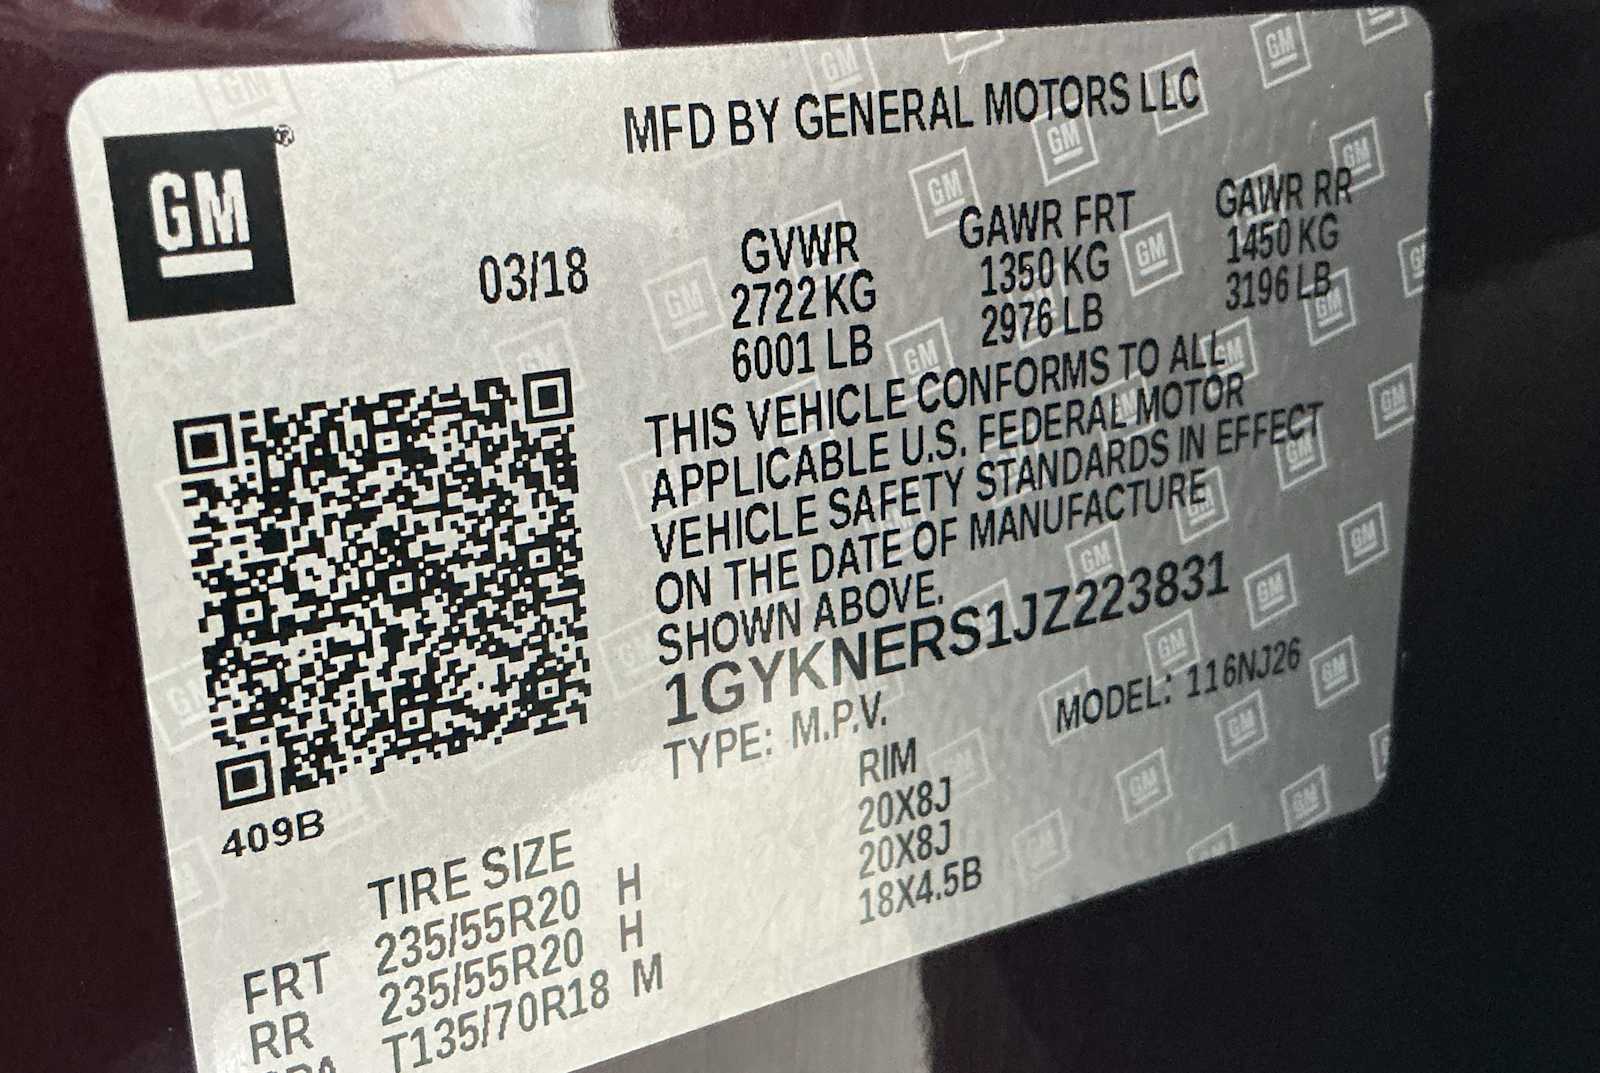 MFD BY GENERAL MOTORS LLC
GM®
03/18
GVWR GAWR FRT GAWR RR
2722 KG 1350 KG 1450 KG
6001 LB 2976 LB 3196 LB
THIS VEHICLE CONFORMS TO ALL
APPLICABLE U.S. FEDERAL MOTOR
VEHICLE SAFETY STANDARDS IN EFFECT
ON THE DATE OF MANUFACTURE
SHOWN ABOVE.
1GYKNERS1JZ223831
TYPE: M.P.V. MODEL: 116NJ26
409B
TIRE SIZE RIM
FRT 235/55R20 H 20X8J
RR 235/55R20 H 20X8J
T135/70R18 M 18X4.5B